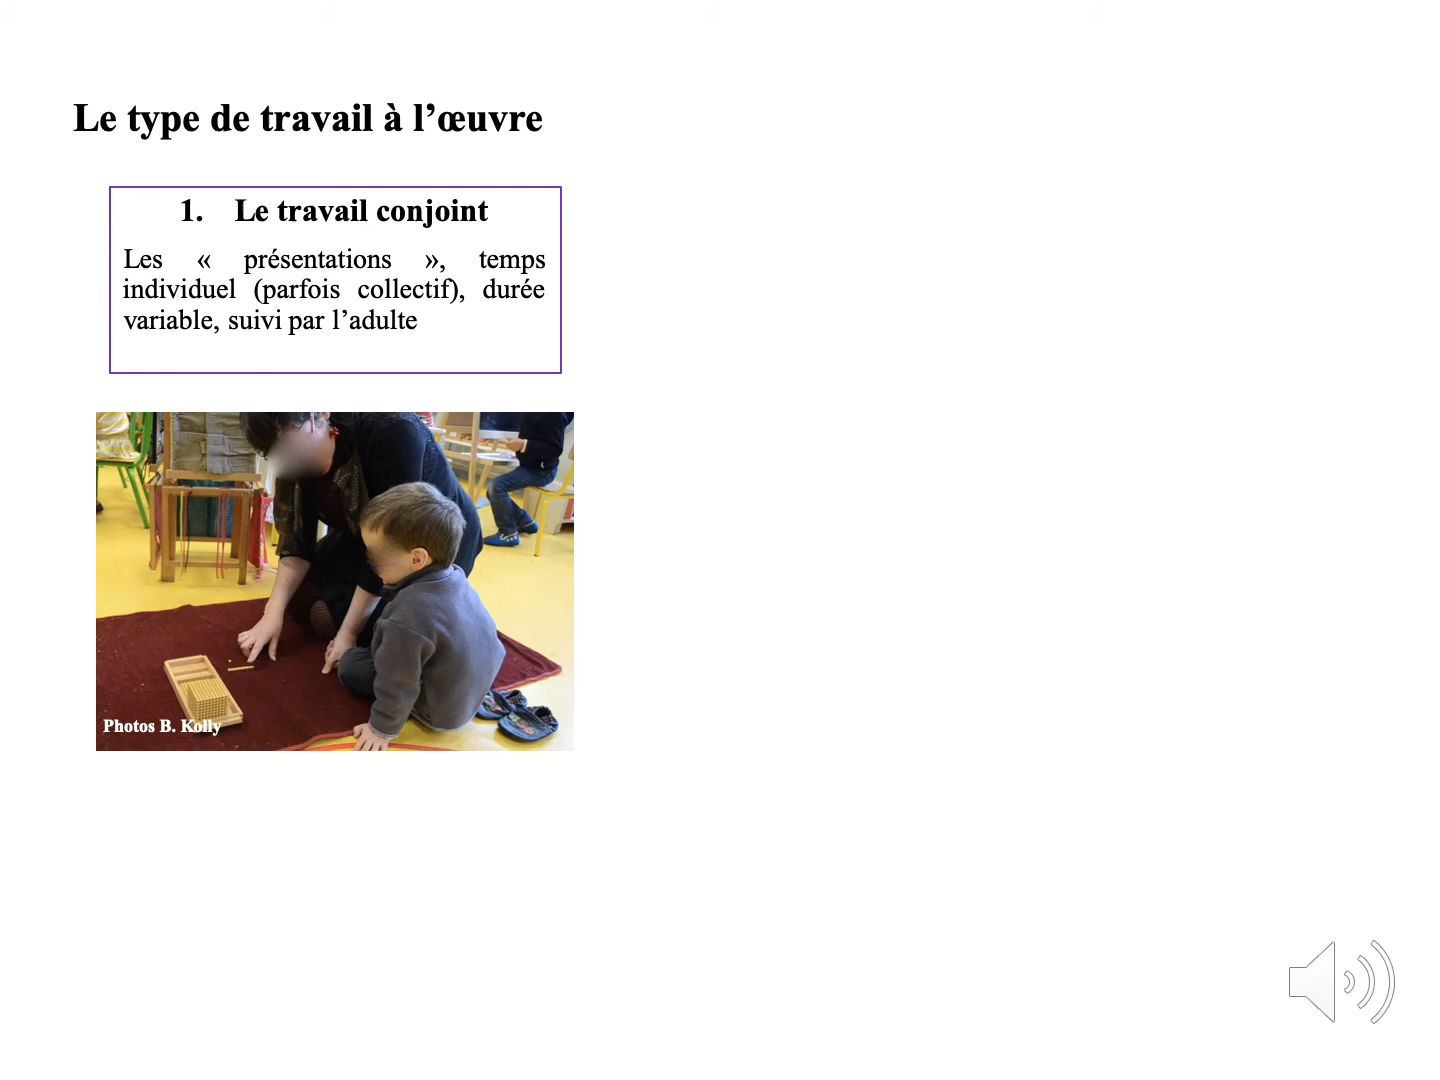 Le type de travail à l’œuvre
1. Le travail conjoint
Les « présentations », temps
individuel (parfois collectif), durée
variable, suivi par l’adulte
Photos B. Kolly